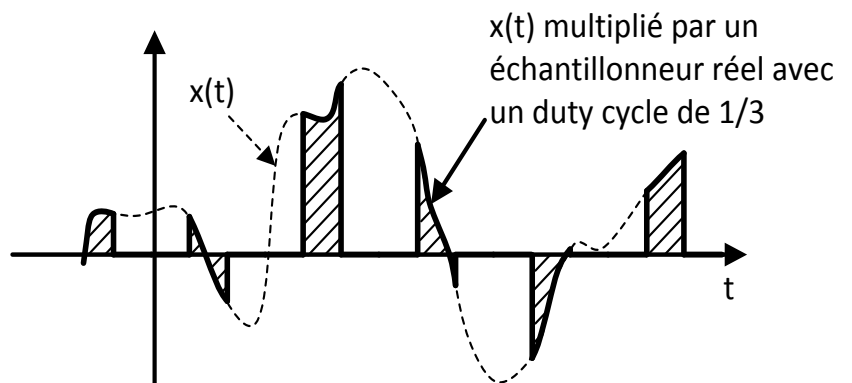 x(t) multiplié par un
échantillonneur réel avec
un duty cycle de 1/3
x(t)
t